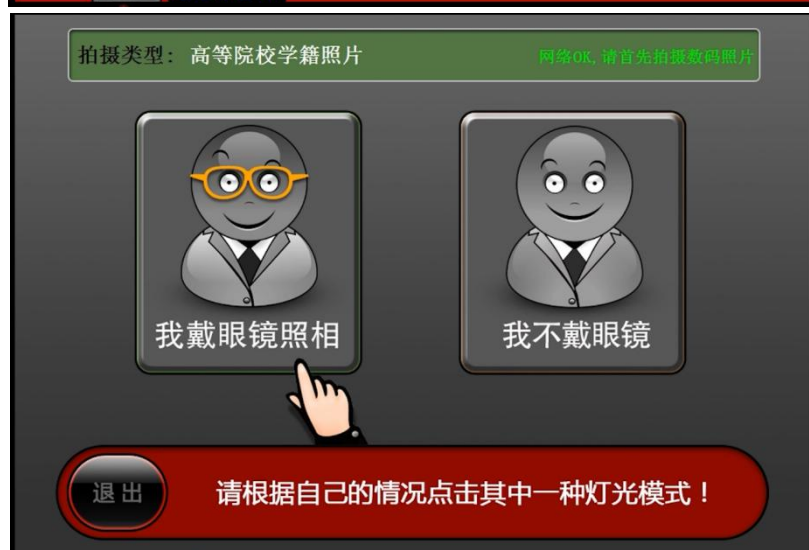 拍摄类型: 高等院校学籍照片
网络OK,请首先拍摄数码照片
我戴眼镜照相
我不戴眼镜
退出
请根据自己的情况点击其中一种灯光模式!